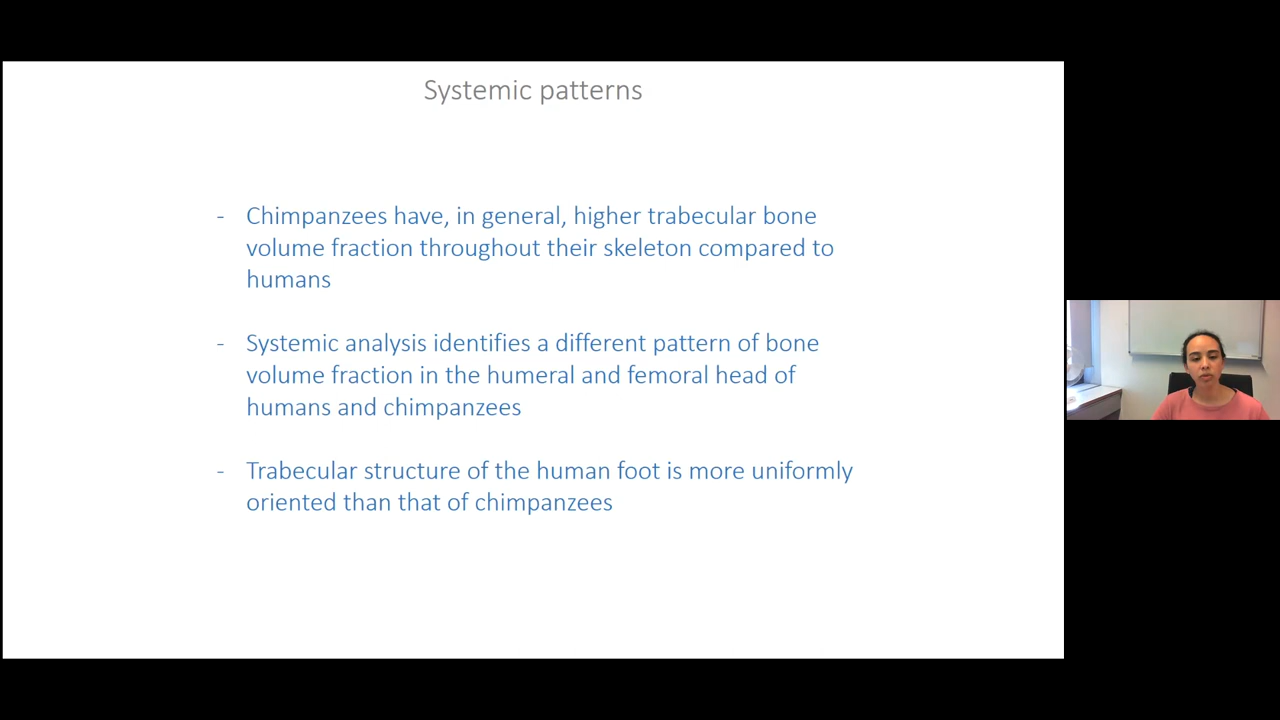 Systemic patterns
- Chimpanzees have, in general, higher trabecular bone
volume fraction throughout their skeleton compared to
humans
- Systemic analysis identifies a different pattern of bone
volume fraction in the humeral and femoral head of
humans and chimpanzees
- Trabecular structure of the human foot is more uniformly
oriented than that of chimpanzees